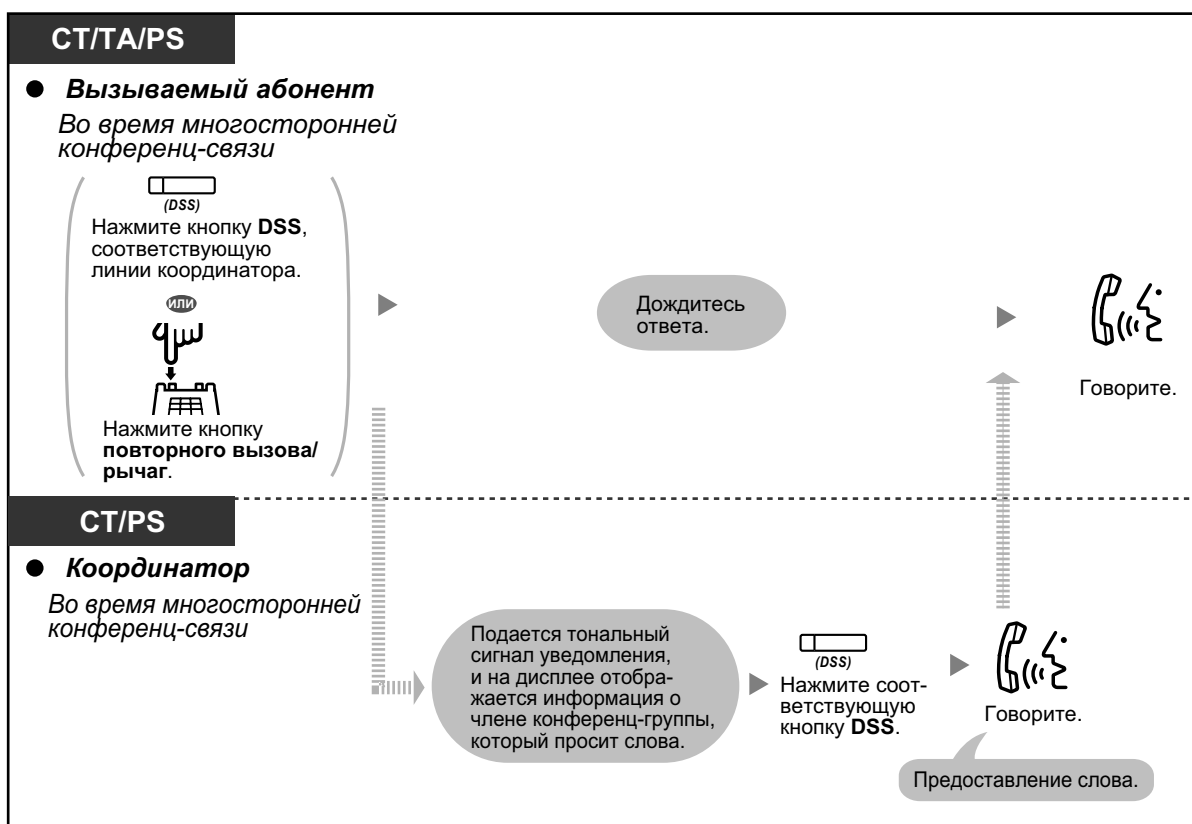 CT/TA/PS
● Вызываемый абонент
Во время многосторонней
конференц-связи
(DSS)
Нажмите кнопку DSS,
соответствующую
линии координатора.
или
Нажмите кнопку
повторного вызова/
рычаг.
Дождитесь
ответа.
Говорите.
CT/PS
● Координатор
Во время многосторонней
конференц-связи
Подается тональный
сигнал уведомления,
и на дисплее отобра-
жается информация о
члене конференц-группы,
который просит слова.
(DSS)
Нажмите соот-
ветствующую
кнопку DSS.
Говорите.
Предоставление слова.